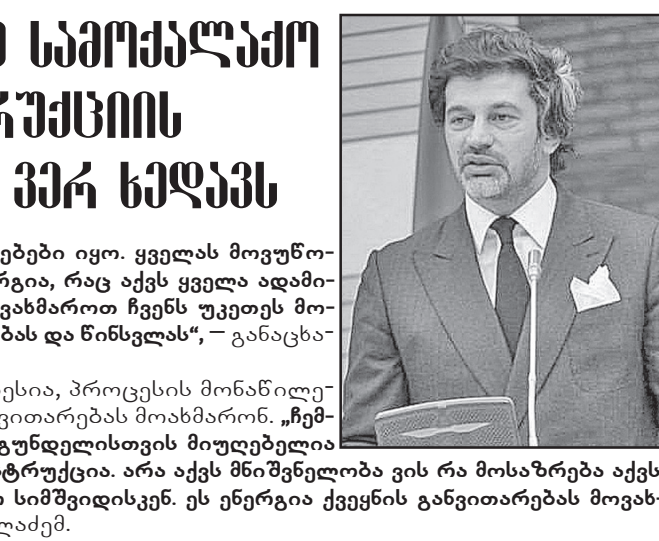 სამოქალაქო
რუქციის
ვერ ხედავს
ებები იყო. ყველას მოვუწო-
რგია, რაც აქვს ყველა ადამი-
ვახმაროთ ჩვენს უკეთეს მო-
ბას და წინსვლას“, — განაცხა-
ესია, პროცესის მონაწილე-
ვითარებას მოახმარონ. „ჩემ-
გუნდელისთვის მიუღებელია
ტრუქცია. არა აქვს მნიშვნელობა ვის რა მოსაზრება აქვს
სიმშვიდისკენ. ეს ენერგია ქვეყნის განვითარებას მოვახ-
ლაძემ.